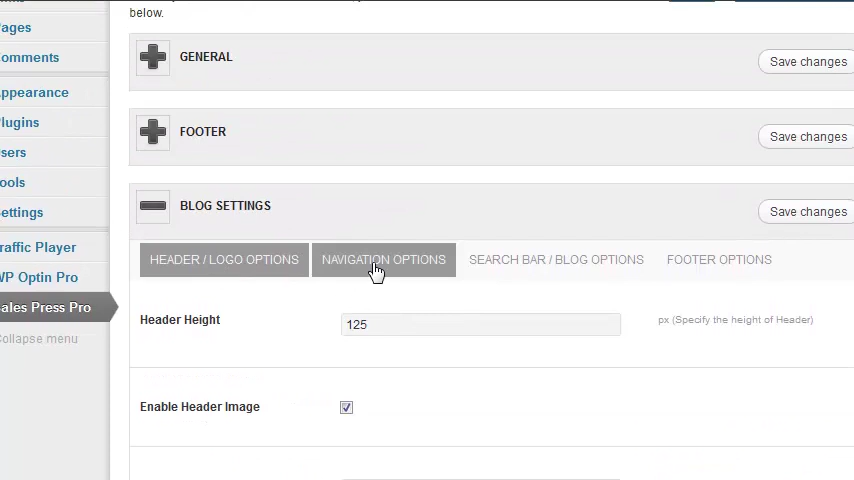 below.
Pages
omments
ppearance
lugins
sers
ools
ettings
raffic Player
WP Optin Pro
ales Press Pro
ollapse menu
GENERAL
Save changes
FOOTER
Save changes
BLOG SETTINGS
Save changes
HEADER / LOGO OPTIONS NAVIGATION OPTIONS SEARCH BAR / BLOG OPTIONS FOOTER OPTIONS
Header Height 125 px (Specify the height of Header)
Enable Header Image